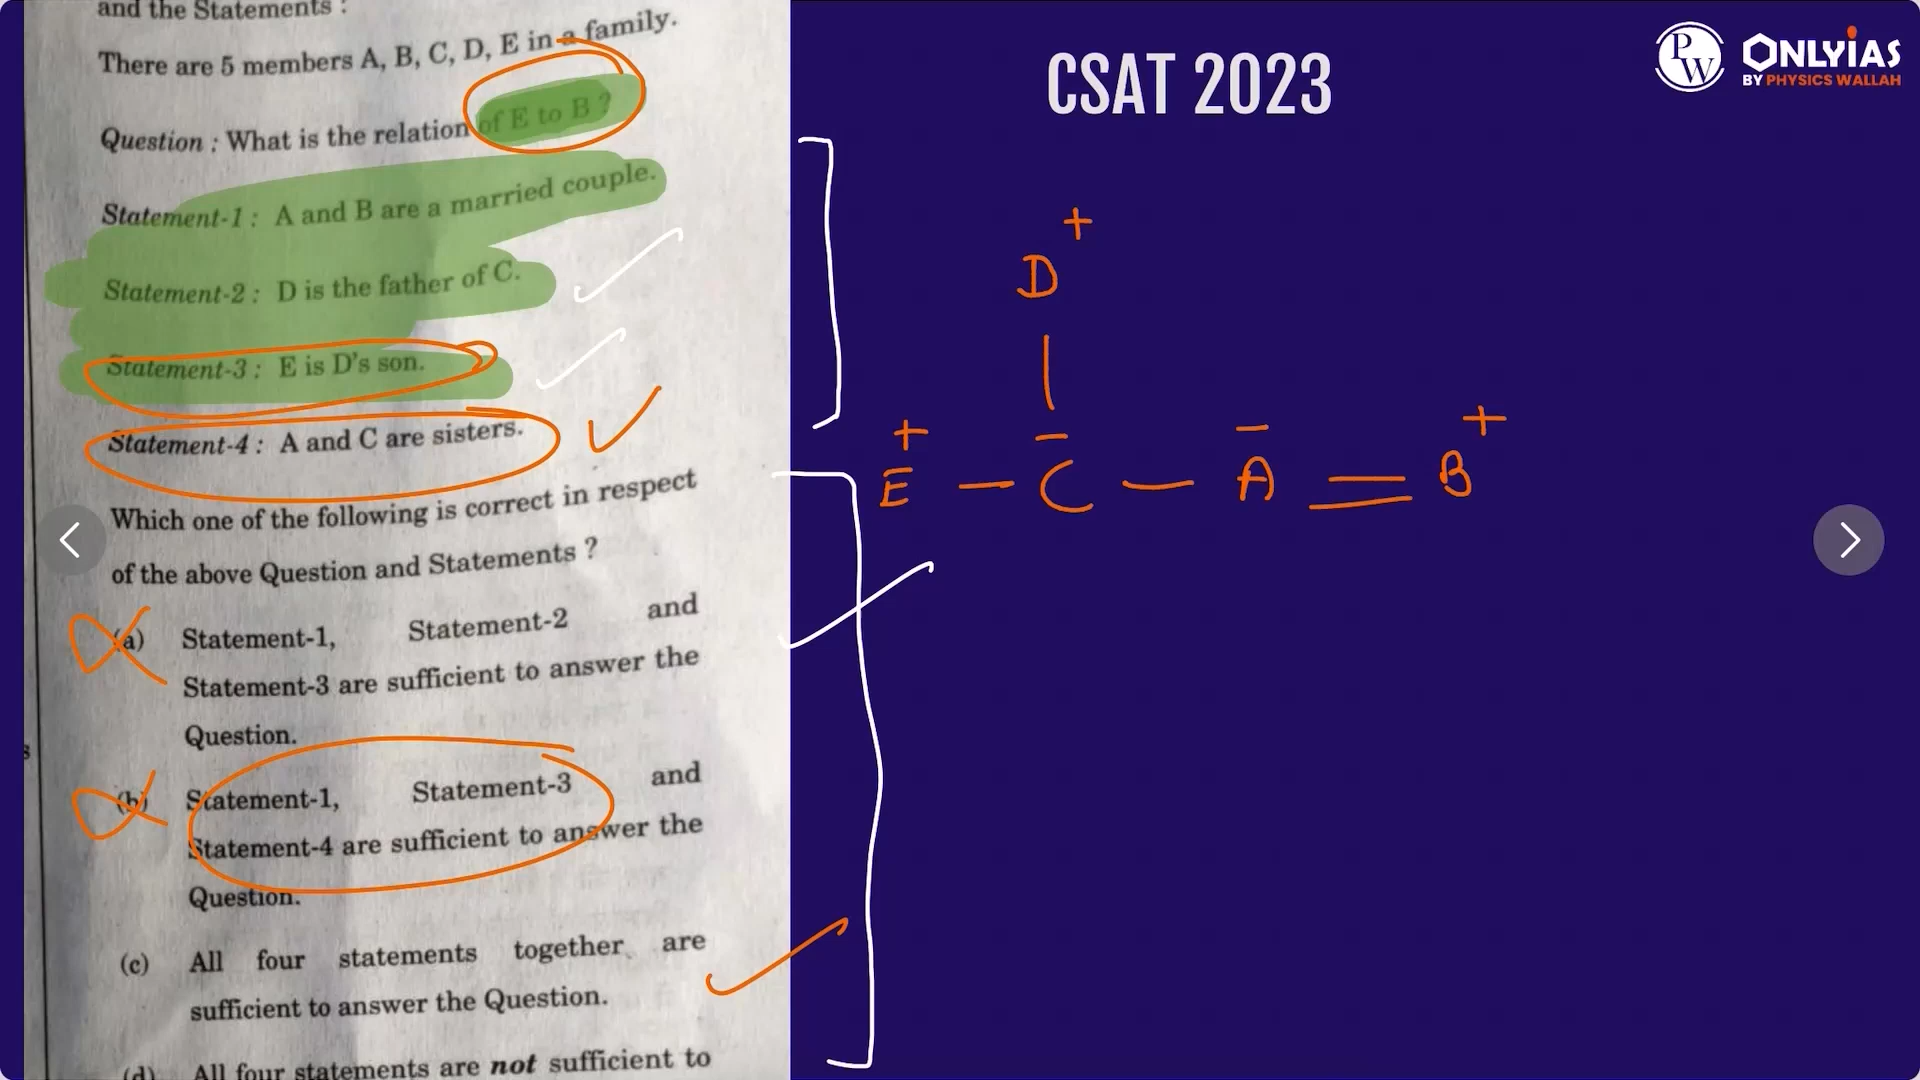 and the Statements :
There are 5 members A, B, C, D, E in a family.
Question : What is the relation of E to B ?
Statement-1 : A and B are a married couple.
Statement-2 : D is the father of C.
Statement-3 : E is D's son.
Statement-4 : A and C are sisters.
Which one of the following is correct in respect
of the above Question and Statements ?
(a) Statement-1, Statement-2 and
Statement-3 are sufficient to answer the
Question.
(b) Statement-1, Statement-3 and
Statement-4 are sufficient to answer the
Question.
(c) All four statements together are
sufficient to answer the Question.
(d) All four statements are not sufficient to
CSAT 2023
PW ONLYIAS
BY PHYSICS WALLAH
+
D
+ − − +
E − C − A = B